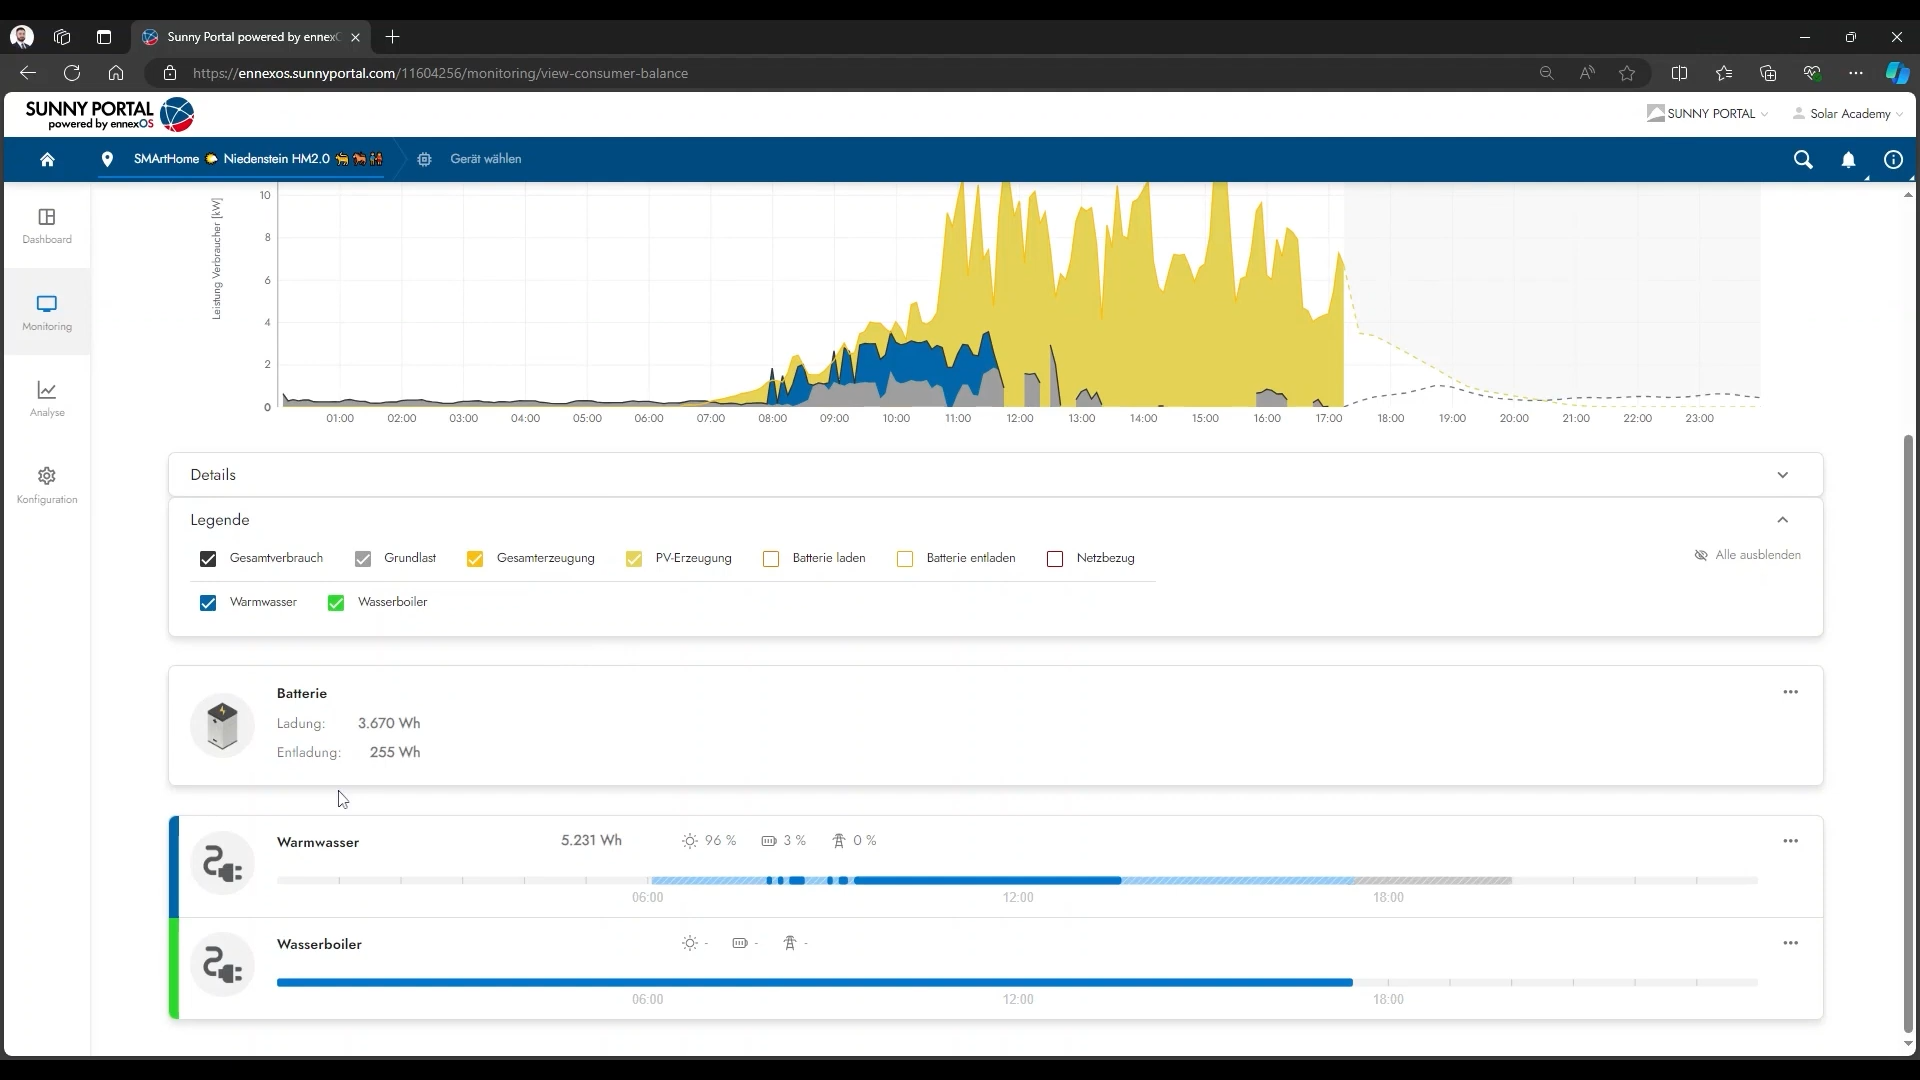 Sunny Portal powered by ennexO
https://ennexos.sunnyportal.com/11604256/monitoring/view-consumer-balance
SUNNY PORTAL
powered by ennexOS
SUNNY PORTAL
Solar Academy
SMArtHome Niedenstein HM2.0
Gerät wählen
Dashboard
Monitoring
Analyse
Konfiguration
Leistung Verbraucher [kW]
10
8
6
4
2
0
01:00 02:00 03:00 04:00 05:00 06:00 07:00 08:00 09:00 10:00 11:00 12:00 13:00 14:00 15:00 16:00 17:00 18:00 19:00 20:00 21:00 22:00 23:00
Details
Legende
Gesamtverbrauch Grundlast Gesamterzeugung PV-Erzeugung Batterie laden Batterie entladen Netzbezug
Alle ausblenden
Warmwasser Wasserboiler
Batterie
Ladung: 3.670 Wh
Entladung: 255 Wh
Warmwasser 5.231 Wh 96 % 3 % 0 %
06:00 12:00 18:00
Wasserboiler - - -
06:00 12:00 18:00